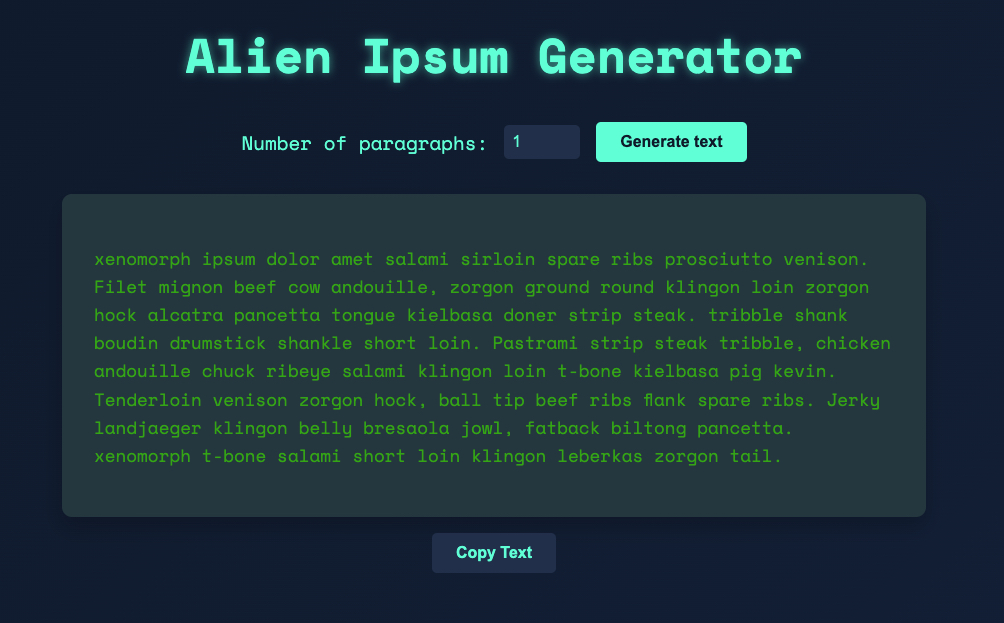 Alien Ipsum Generator
Number of paragraphs: 1 Generate text
xenomorph ipsum dolor amet salami sirloin spare ribs prosciutto venison.
Filet mignon beef cow andouille, zorgon ground round klingon loin zorgon
hock alcatra pancetta tongue kielbasa doner strip steak. tribble shank
boudin drumstick shankle short loin. Pastrami strip steak tribble, chicken
andouille chuck ribeye salami klingon loin t-bone kielbasa pig kevin.
Tenderloin venison zorgon hock, ball tip beef ribs flank spare ribs. Jerky
landjaeger klingon belly bresaola jowl, fatback biltong pancetta.
xenomorph t-bone salami short loin klingon leberkas zorgon tail.
Copy Text